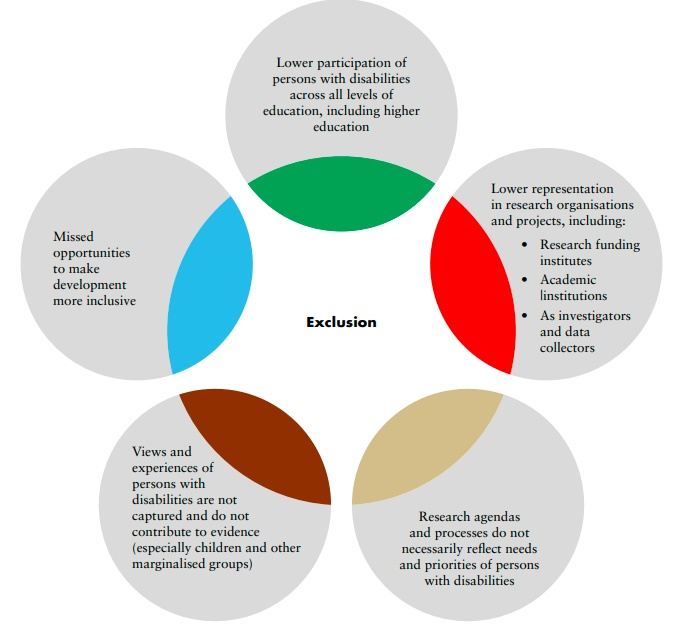 Lower participation of
persons with disabilities
across all levels of
education, including higher
education
Lower representation
in research organisations
and projects, including:
• Research funding
institutes
• Academic
linstitutions
• As investigators
and data
collectors
Research agendas
and processes do not
necessarily reflect needs
and priorities of persons
with disabilities
Views and
experiences of
persons with
disabilities are not
captured and do not
contribute to evidence
(especially children and other
marginalised groups)
Missed
opportunities
to make
development
more inclusive
Exclusion